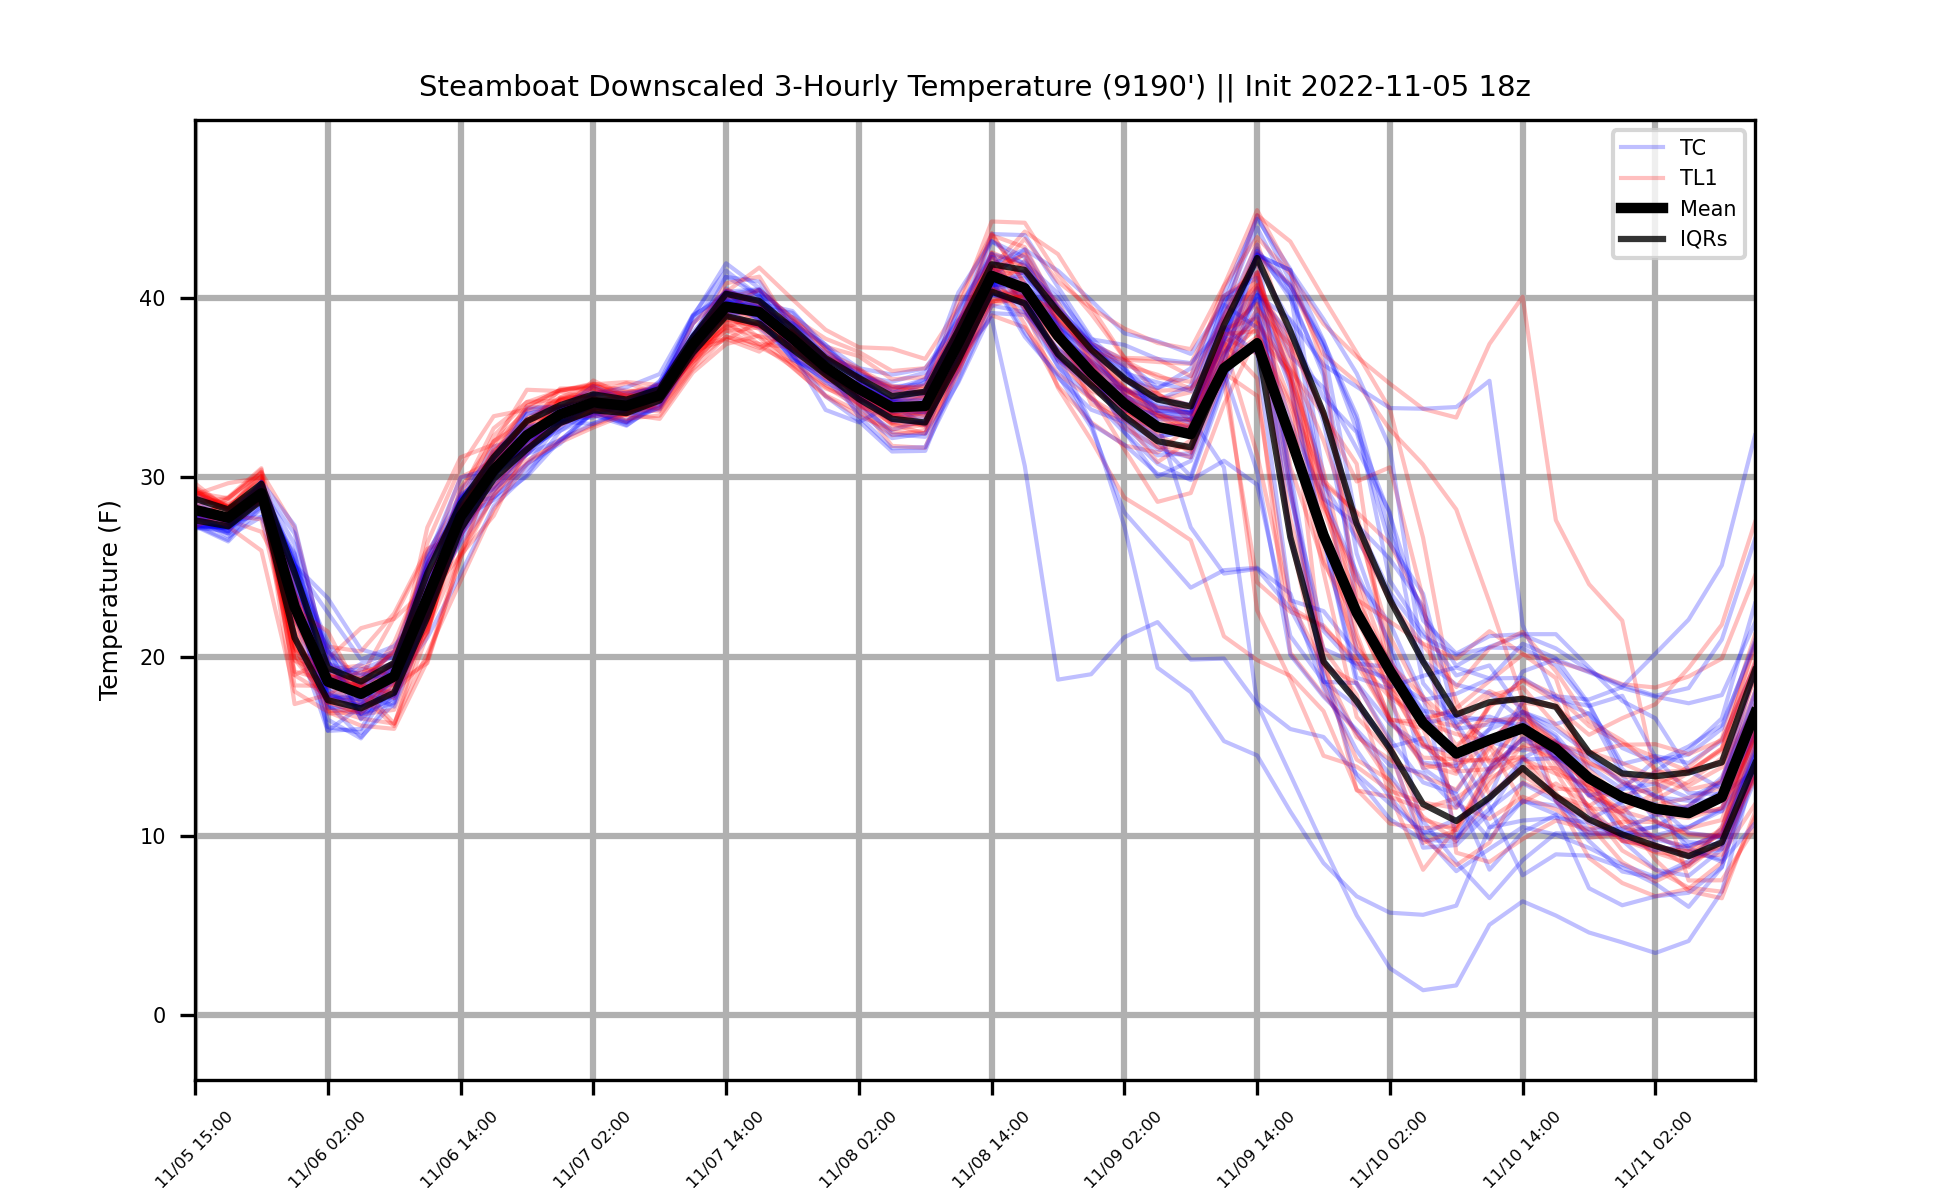 Steamboat Downscaled 3-Hourly Temperature (9190') || Init 2022-11-05 18z
TC
TL1
Mean
IQRs
Temperature (F)
40
30
20
10
0
11/05 15:00
11/06 02:00
11/06 14:00
11/07 02:00
11/07 14:00
11/08 02:00
11/08 14:00
11/09 02:00
11/09 14:00
11/10 02:00
11/10 14:00
11/11 02:00